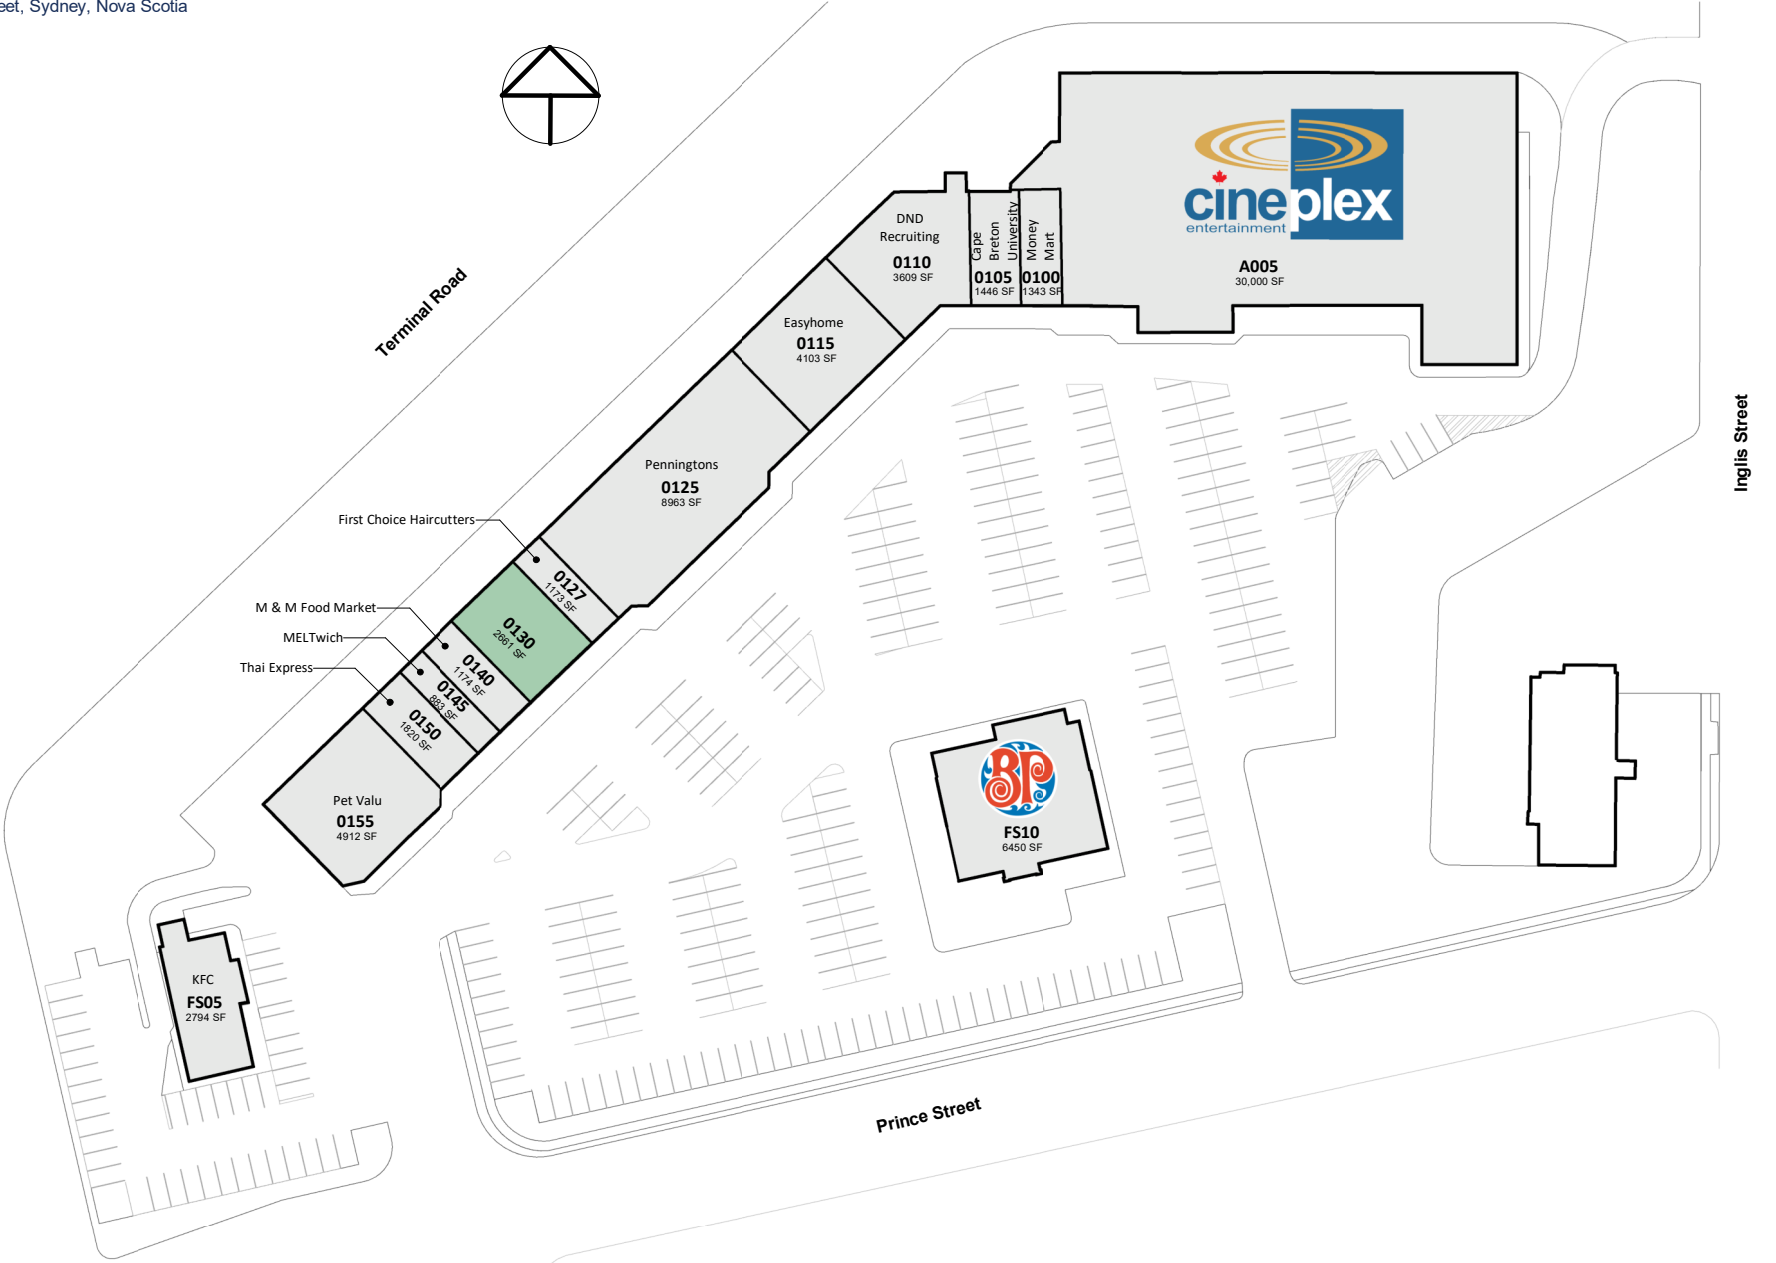 eet, Sydney, Nova Scotia
cineplex
entertainment
A005
30,000 SF
DND
Recruiting
0110
3609 SF
Cape
Breton
University
0105
1446 SF
Money
Mart
0100
1343 SF
Easyhome
0115
4103 SF
Terminal Road
Inglis Street
Penningtons
0125
8963 SF
First Choice Haircutters
0127
1173 SF
0130
2661 SF
M & M Food Market
0140
1174 SF
MELTwich
0145
883 SF
Thai Express
0150
1820 SF
Pet Valu
0155
4912 SF
BP
FS10
6450 SF
KFC
FS05
2794 SF
Prince Street